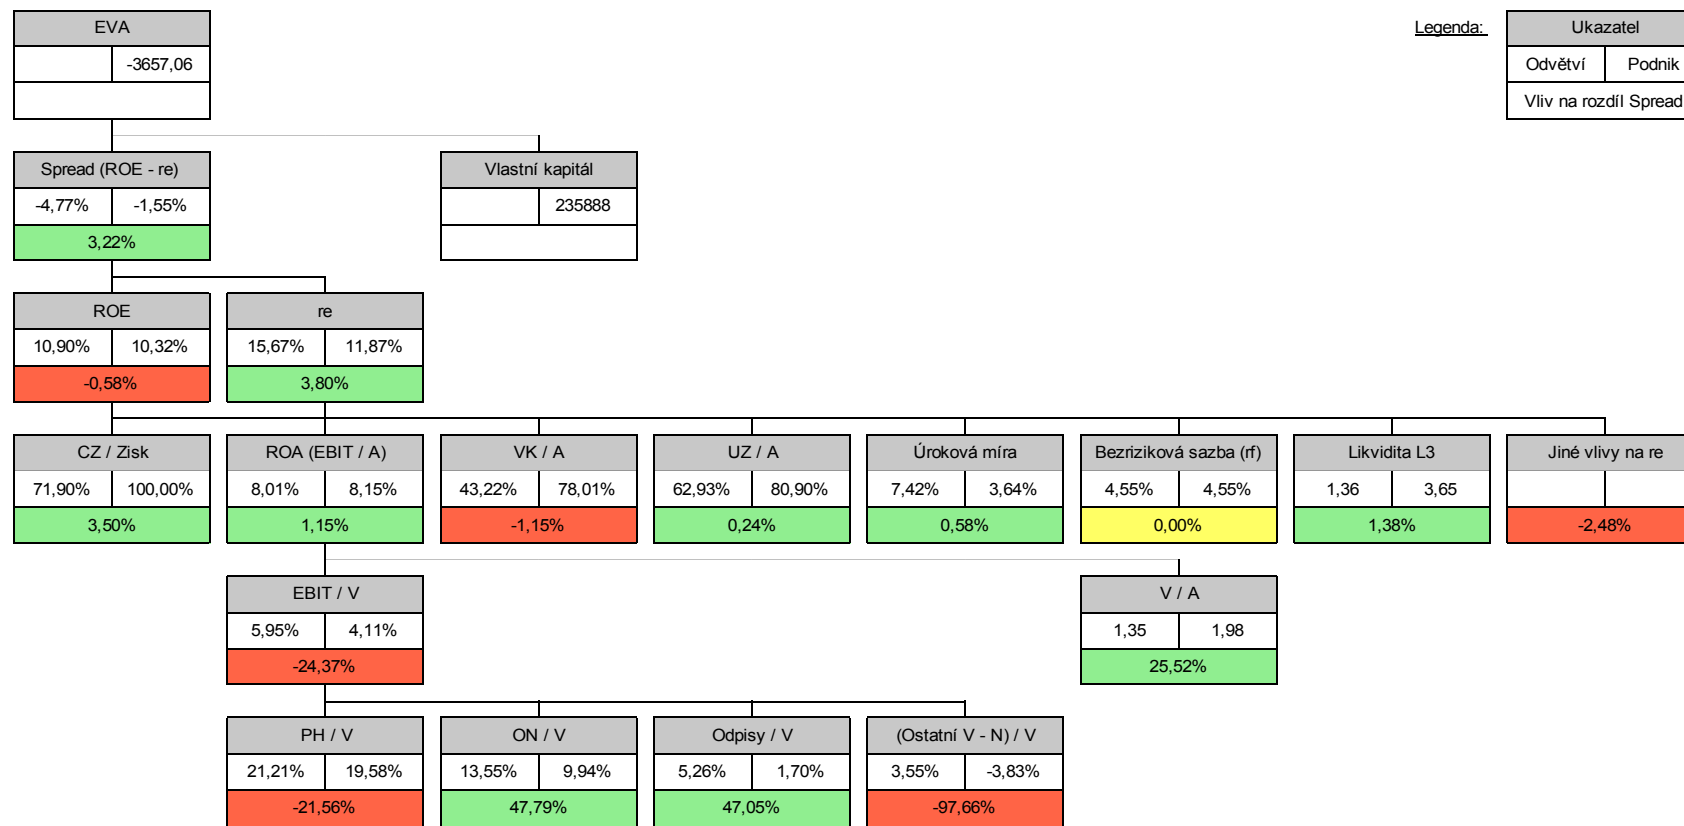 EVA
-3657,06
Legenda:
Ukazatel
Odvětví Podnik
Vliv na rozdíl Spread
Spread (ROE - re)
-4,77% -1,55%
3,22%
Vlastní kapitál
235888
ROE
10,90% 10,32%
-0,58%
re
15,67% 11,87%
3,80%
CZ / Zisk
71,90% 100,00%
3,50%
ROA (EBIT / A)
8,01% 8,15%
1,15%
VK / A
43,22% 78,01%
-1,15%
UZ / A
62,93% 80,90%
0,24%
Úroková míra
7,42% 3,64%
0,58%
Bezriziková sazba (rf)
4,55% 4,55%
0,00%
Likvidita L3
1,36 3,65
1,38%
Jiné vlivy na re
-2,48%
EBIT / V
5,95% 4,11%
-24,37%
V / A
1,35 1,98
25,52%
PH / V
21,21% 19,58%
-21,56%
ON / V
13,55% 9,94%
47,79%
Odpisy / V
5,26% 1,70%
47,05%
(Ostatní V - N) / V
3,55% -3,83%
-97,66%